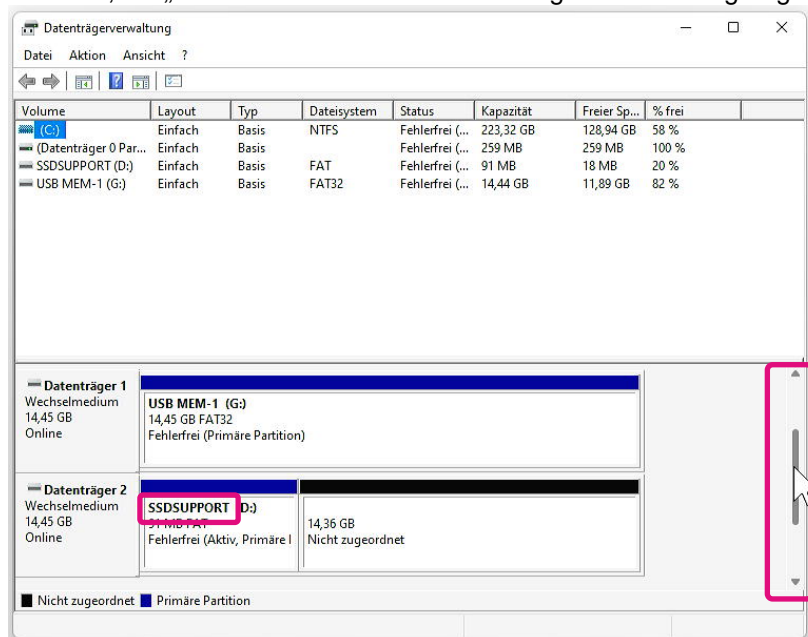 Datenträgerverwaltung
Datei Aktion Ansicht ?
Volume Layout Typ Dateisystem Status Kapazität Freier Sp... % frei
(C:) Einfach Basis NTFS Fehlerfrei (... 223,32 GB 128,94 GB 58 %
(Datenträger 0 Par... Einfach Basis Fehlerfrei (... 259 MB 259 MB 100 %
SSDSUPPORT (D:) Einfach Basis FAT Fehlerfrei (... 91 MB 18 MB 20 %
USB MEM-1 (G:) Einfach Basis FAT32 Fehlerfrei (... 14,44 GB 11,89 GB 82 %
Datenträger 1
Wechselmedium
14,45 GB
Online
USB MEM-1 (G:)
14,45 GB FAT32
Fehlerfrei (Primäre Partition)
Datenträger 2
Wechselmedium
14,45 GB
Online
SSDSUPPORT (D:)
91 MB FAT
Fehlerfrei (Aktiv, Primäre
14,36 GB
Nicht zugeordnet
Nicht zugeordnet Primäre Partition